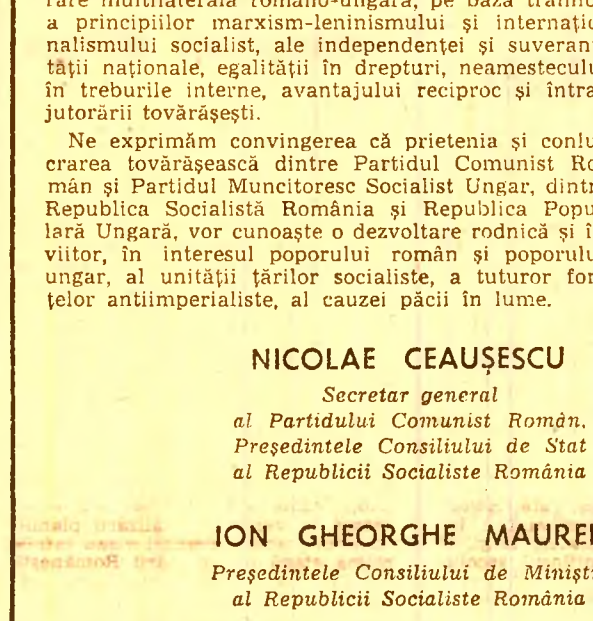 rare multilaterală româno-ungară, pe baza trainic
a principiilor marxism-leninismului și internațio
nalismului socialist, ale independenței și suveran
tății naționale, egalității în drepturi, neamestecul
în treburile interne, avantajului reciproc și întra
jutorării tovărășești.
Ne exprimăm convingerea că prietenia și conlu
crarea tovărășească dintre Partidul Comunist Ro
mân și Partidul Muncitoresc Socialist Ungar, dintr
Republica Socialistă România și Republica Popu
lară Ungară, vor cunoaște o dezvoltare rodnică și î
viitor, în interesul poporului român și poporulu
ungar, al unității țărilor socialiste, a tuturor for
țelor antiimperialiste, al cauzei păcii în lume.
NICOLAE CEAUȘESCU
Secretar general
al Partidului Comunist Român,
Președintele Consiliului de Stat
al Republicii Socialiste România
ION GHEORGHE MAURE
Președintele Consiliului de Minișt
al Republicii Socialiste România